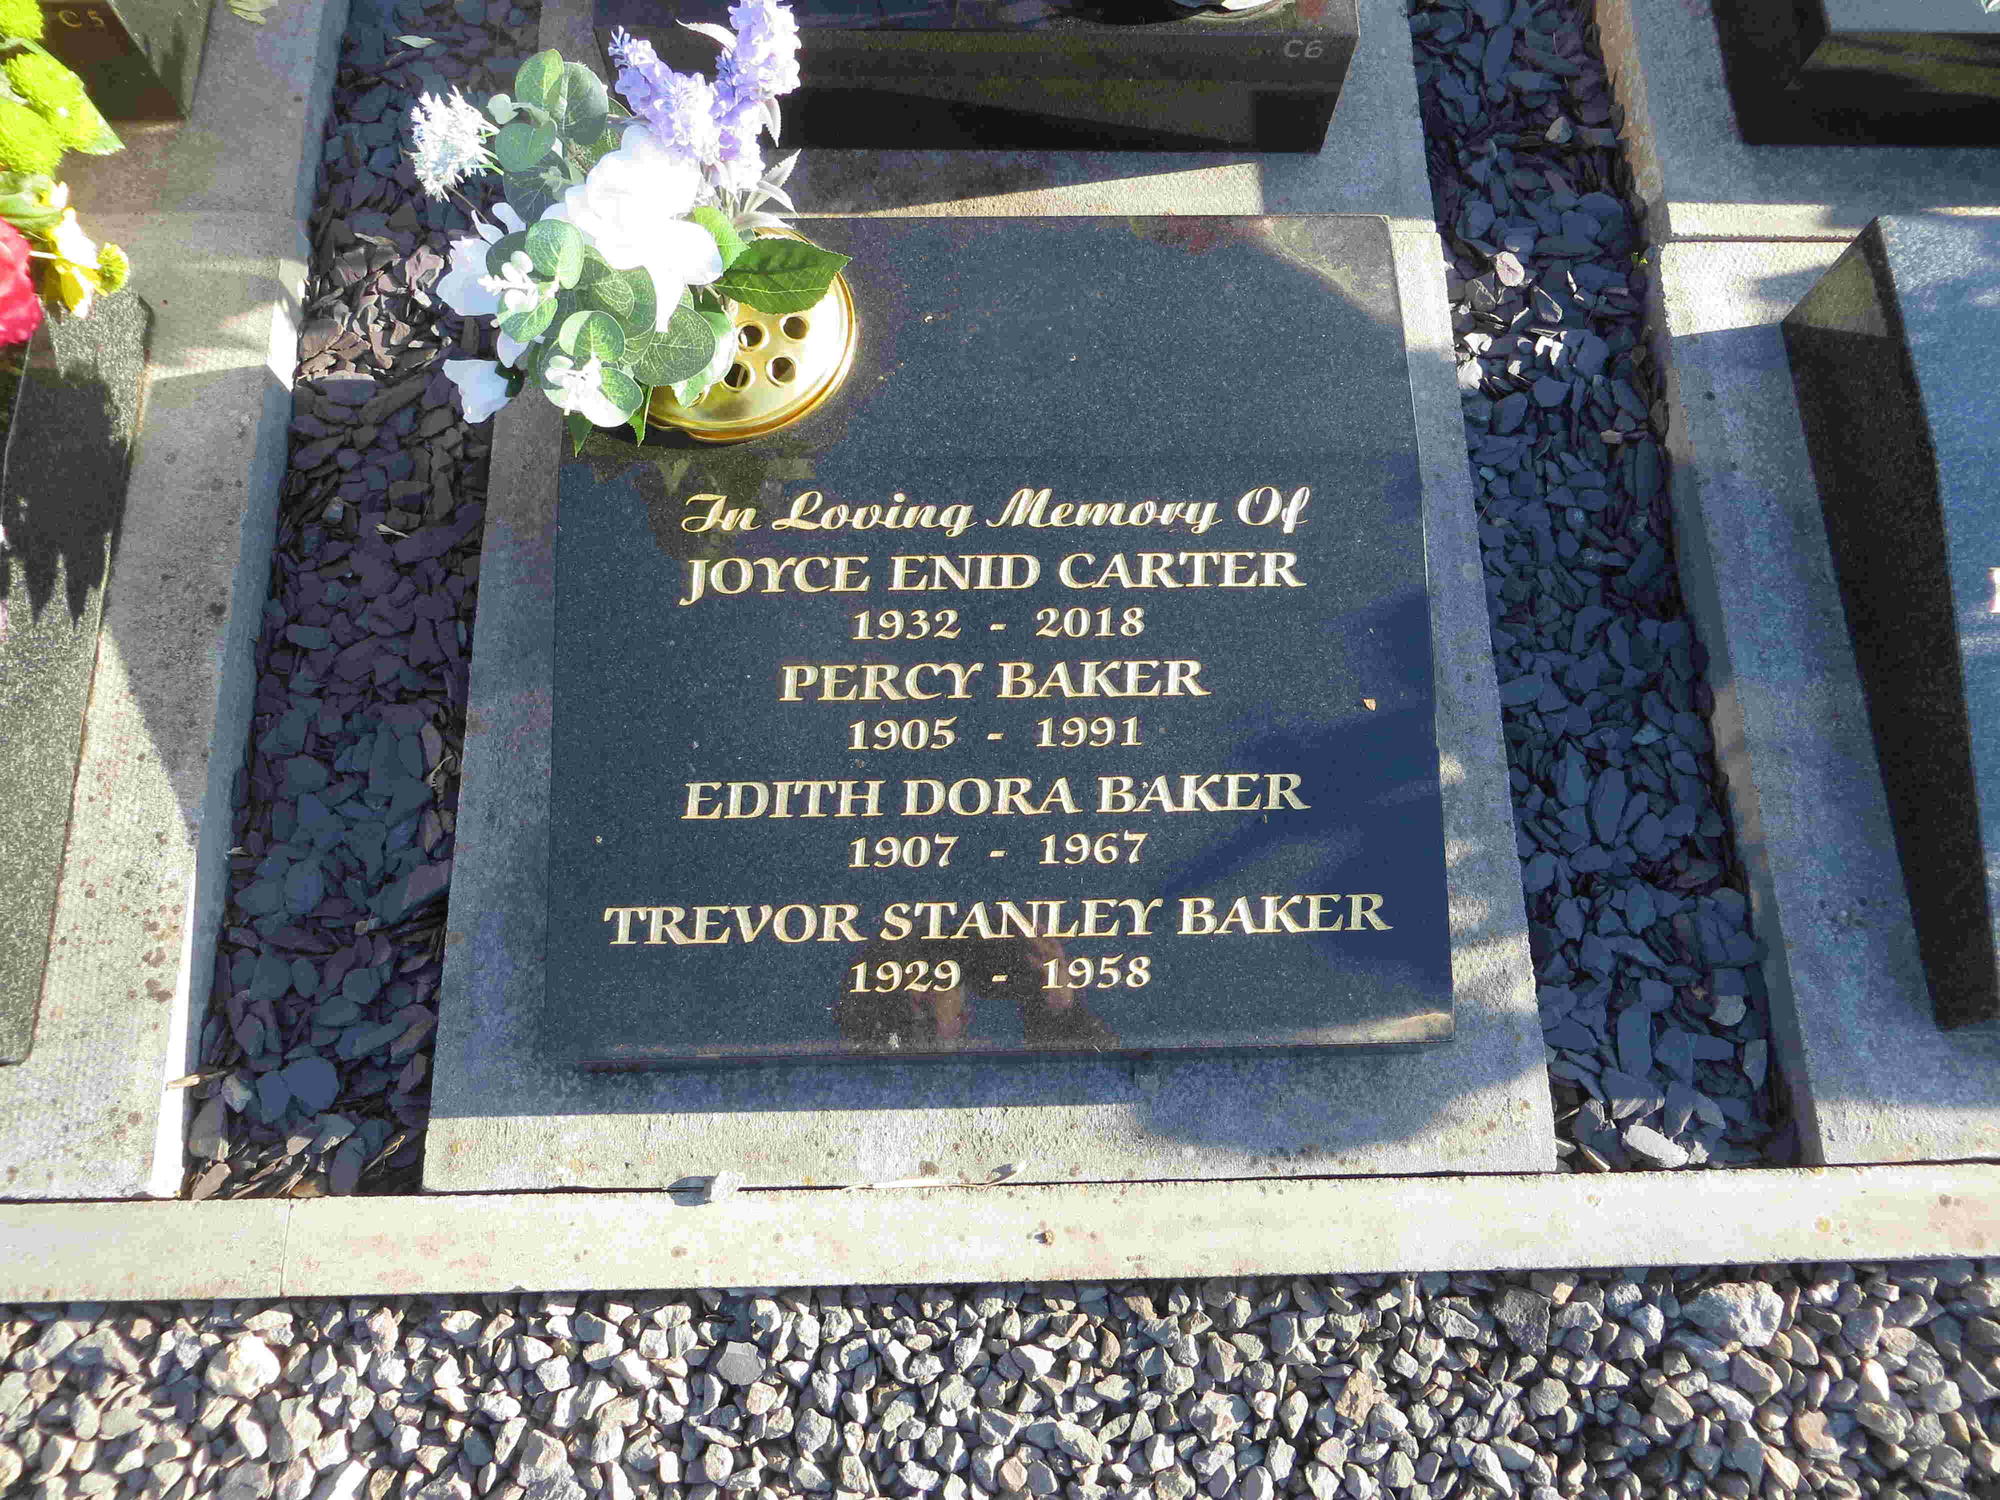 C5
C6
In Loving Memory Of
JOYCE ENID CARTER
1932 - 2018
PERCY BAKER
1905 - 1991
EDITH DORA BAKER
1907 - 1967
TREVOR STANLEY BAKER
1929 - 1958